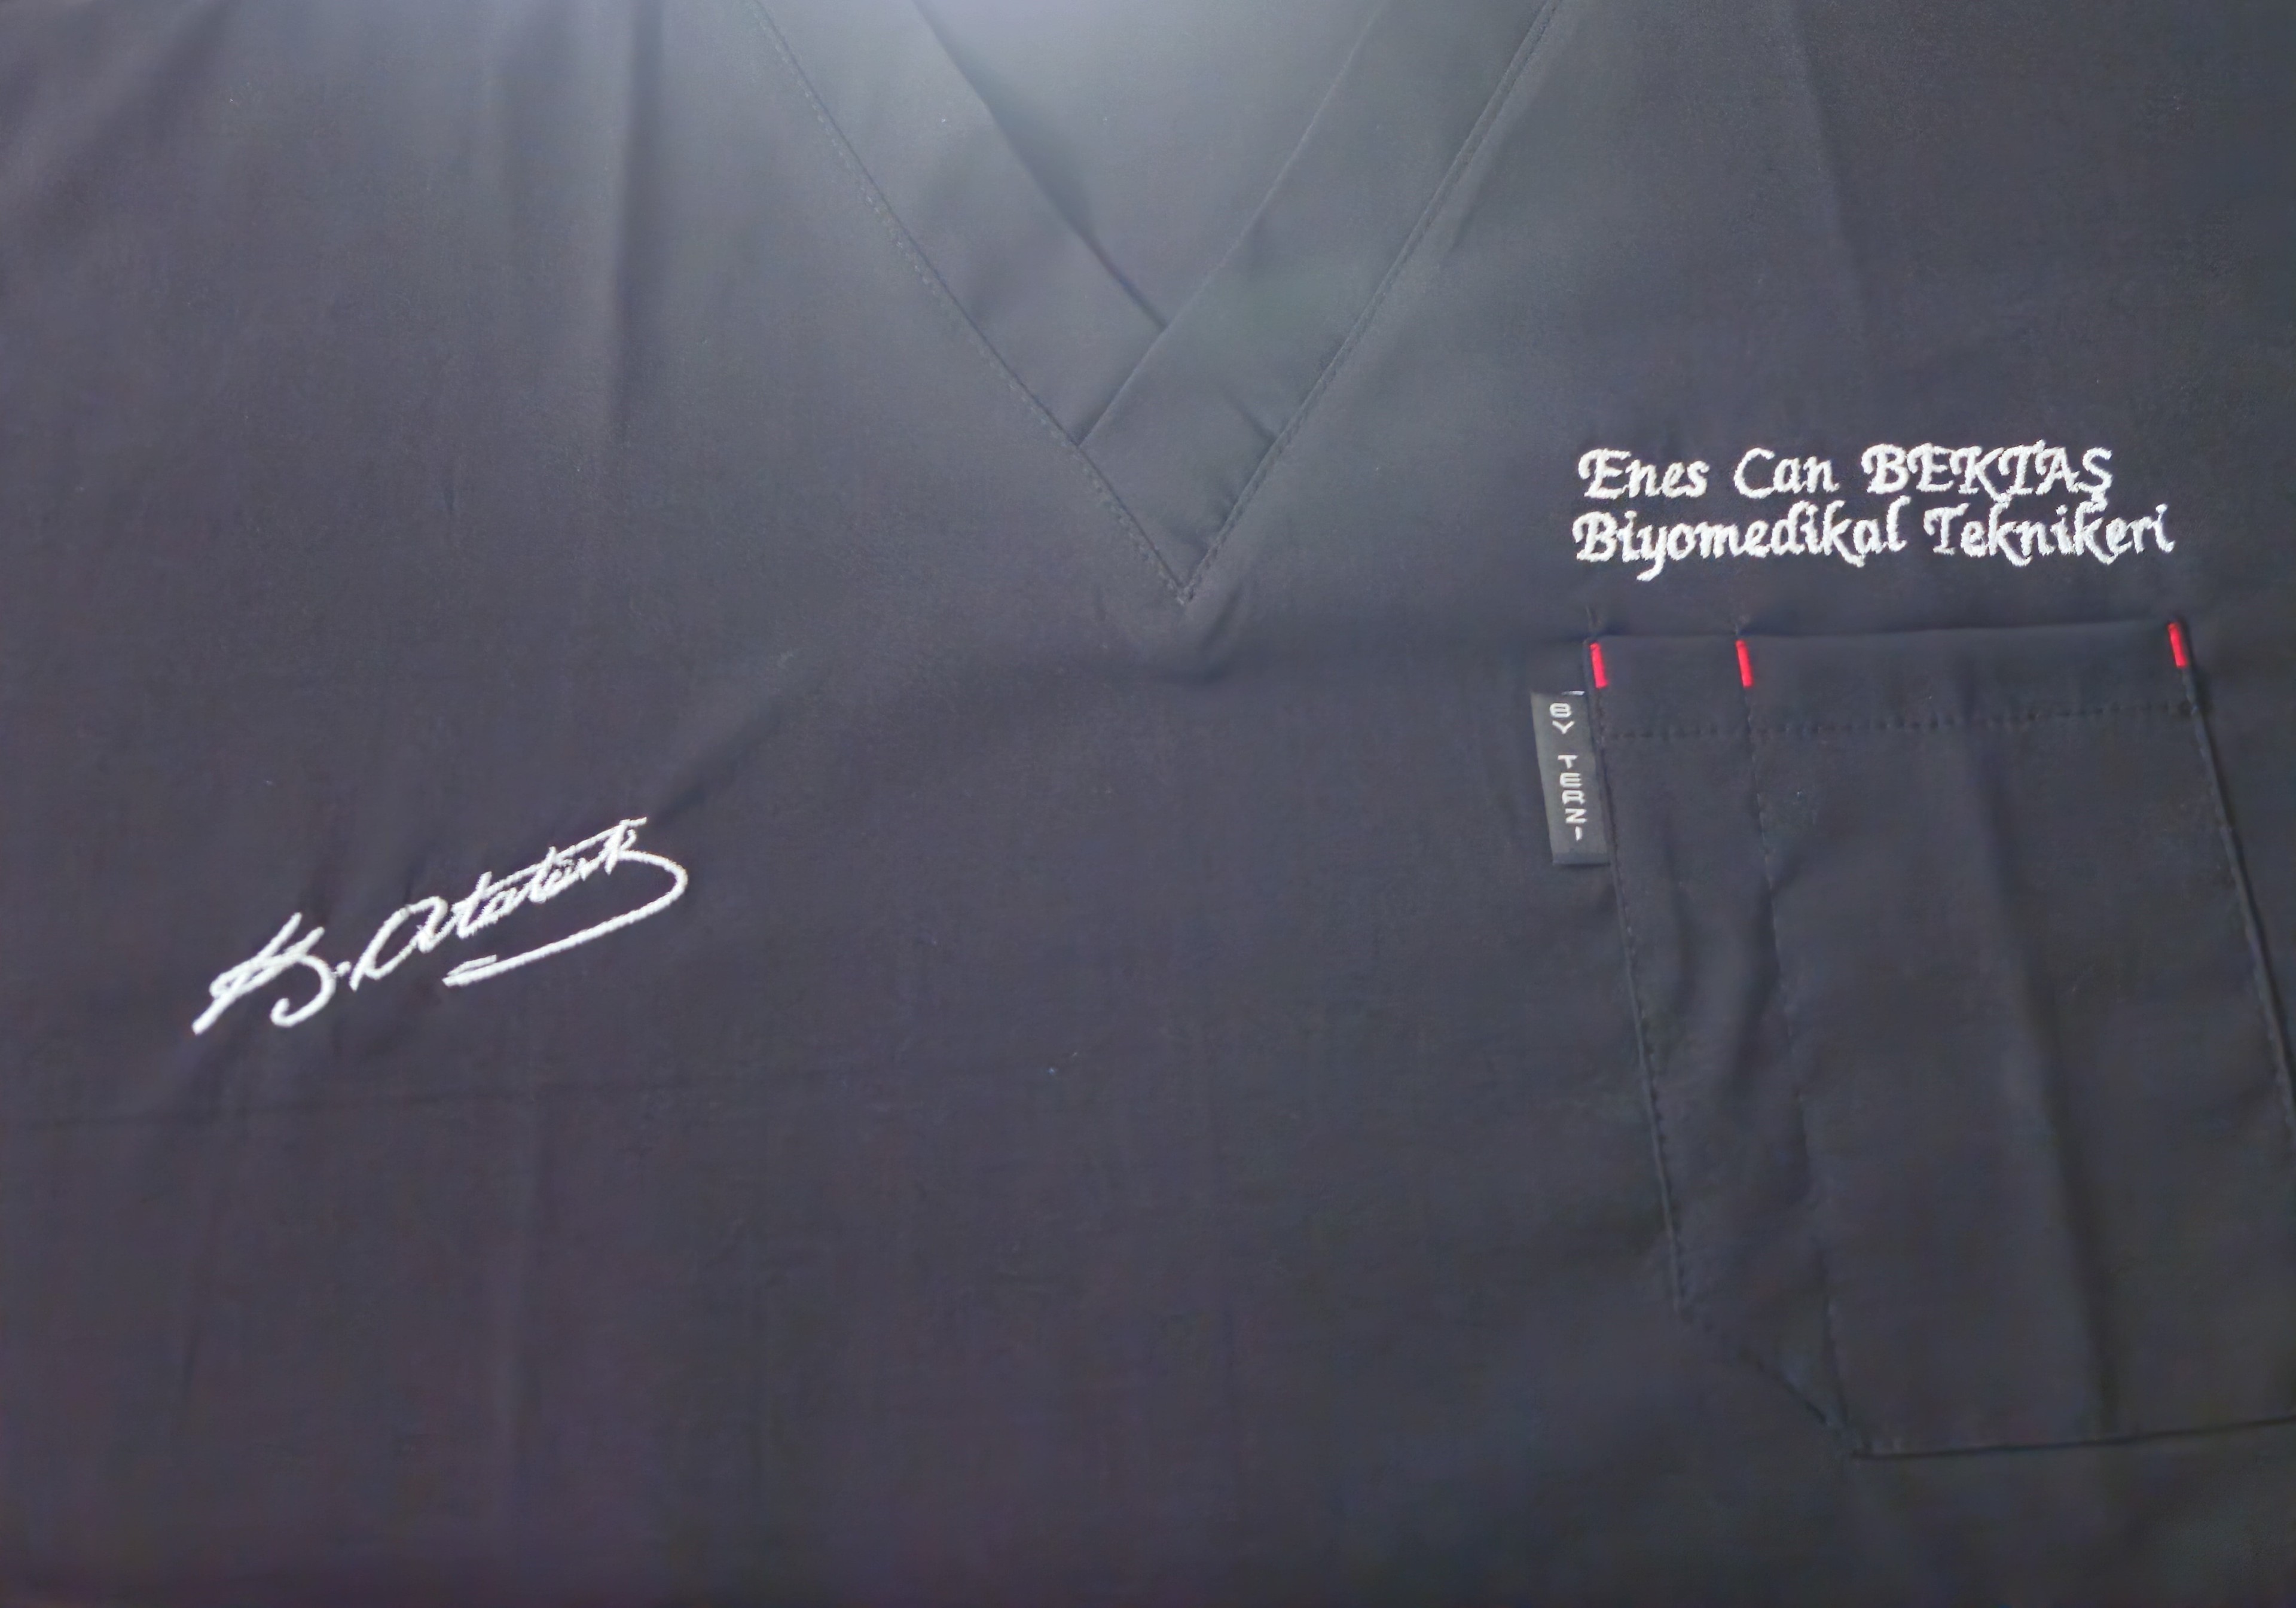 Enes Can BEKTAŞ
Biyomedikal Teknikeri
BY TERZI
K. Atatürk